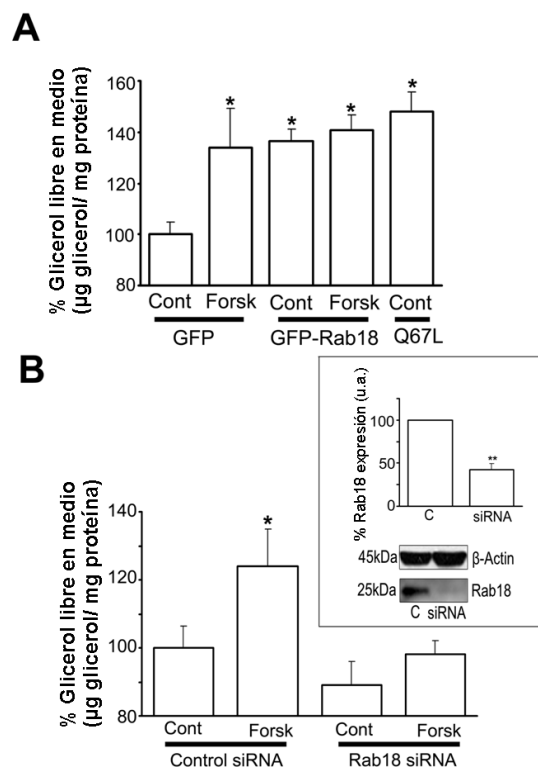 A
% Glicerol libre en medio
(µg glicerol/ mg proteína)
160
140
120
100
80
*
*
*
*
Cont Forsk Cont Forsk Cont
GFP GFP-Rab18 Q67L
B
% Glicerol libre en medio
(µg glicerol/ mg proteína)
140
120
100
80
*
Cont Forsk Cont Forsk
Control siRNA Rab18 siRNA
% Rab18 expresión (u.a.)
100
50
0
**
C siRNA
45kDa β-Actin
25kDa Rab18
C siRNA